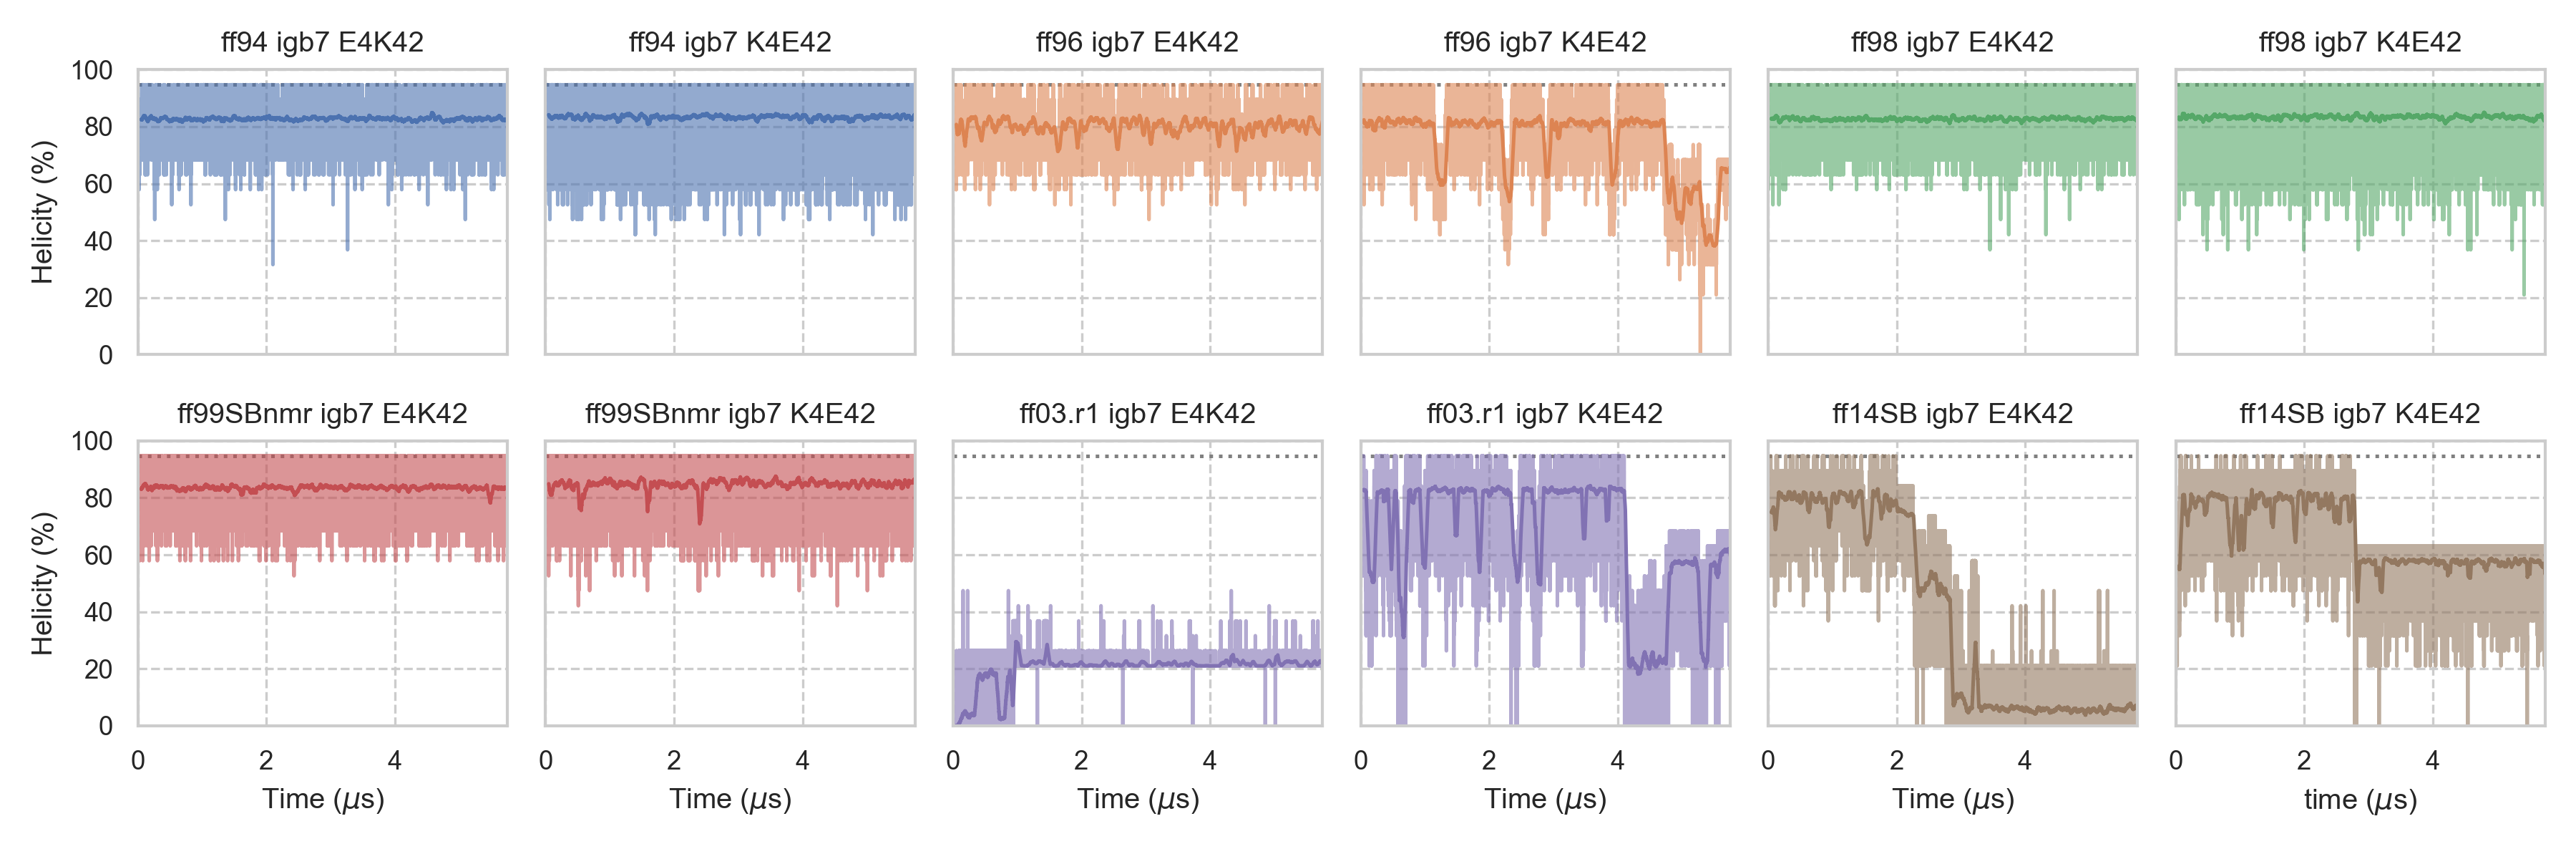 ff94 igb7 E4K42
ff94 igb7 K4E42
ff96 igb7 E4K42
ff96 igb7 K4E42
ff98 igb7 E4K42
ff98 igb7 K4E42
Helicity (%)
100
80
60
40
20
0
ff99SBnmr igb7 E4K42
ff99SBnmr igb7 K4E42
ff03.r1 igb7 E4K42
ff03.r1 igb7 K4E42
ff14SB igb7 E4K42
ff14SB igb7 K4E42
Helicity (%)
100
80
60
40
20
0
0 2 4
0 2 4
0 2 4
0 2 4
0 2 4
0 2 4
Time (μs)
Time (μs)
Time (μs)
Time (μs)
Time (μs)
time (μs)